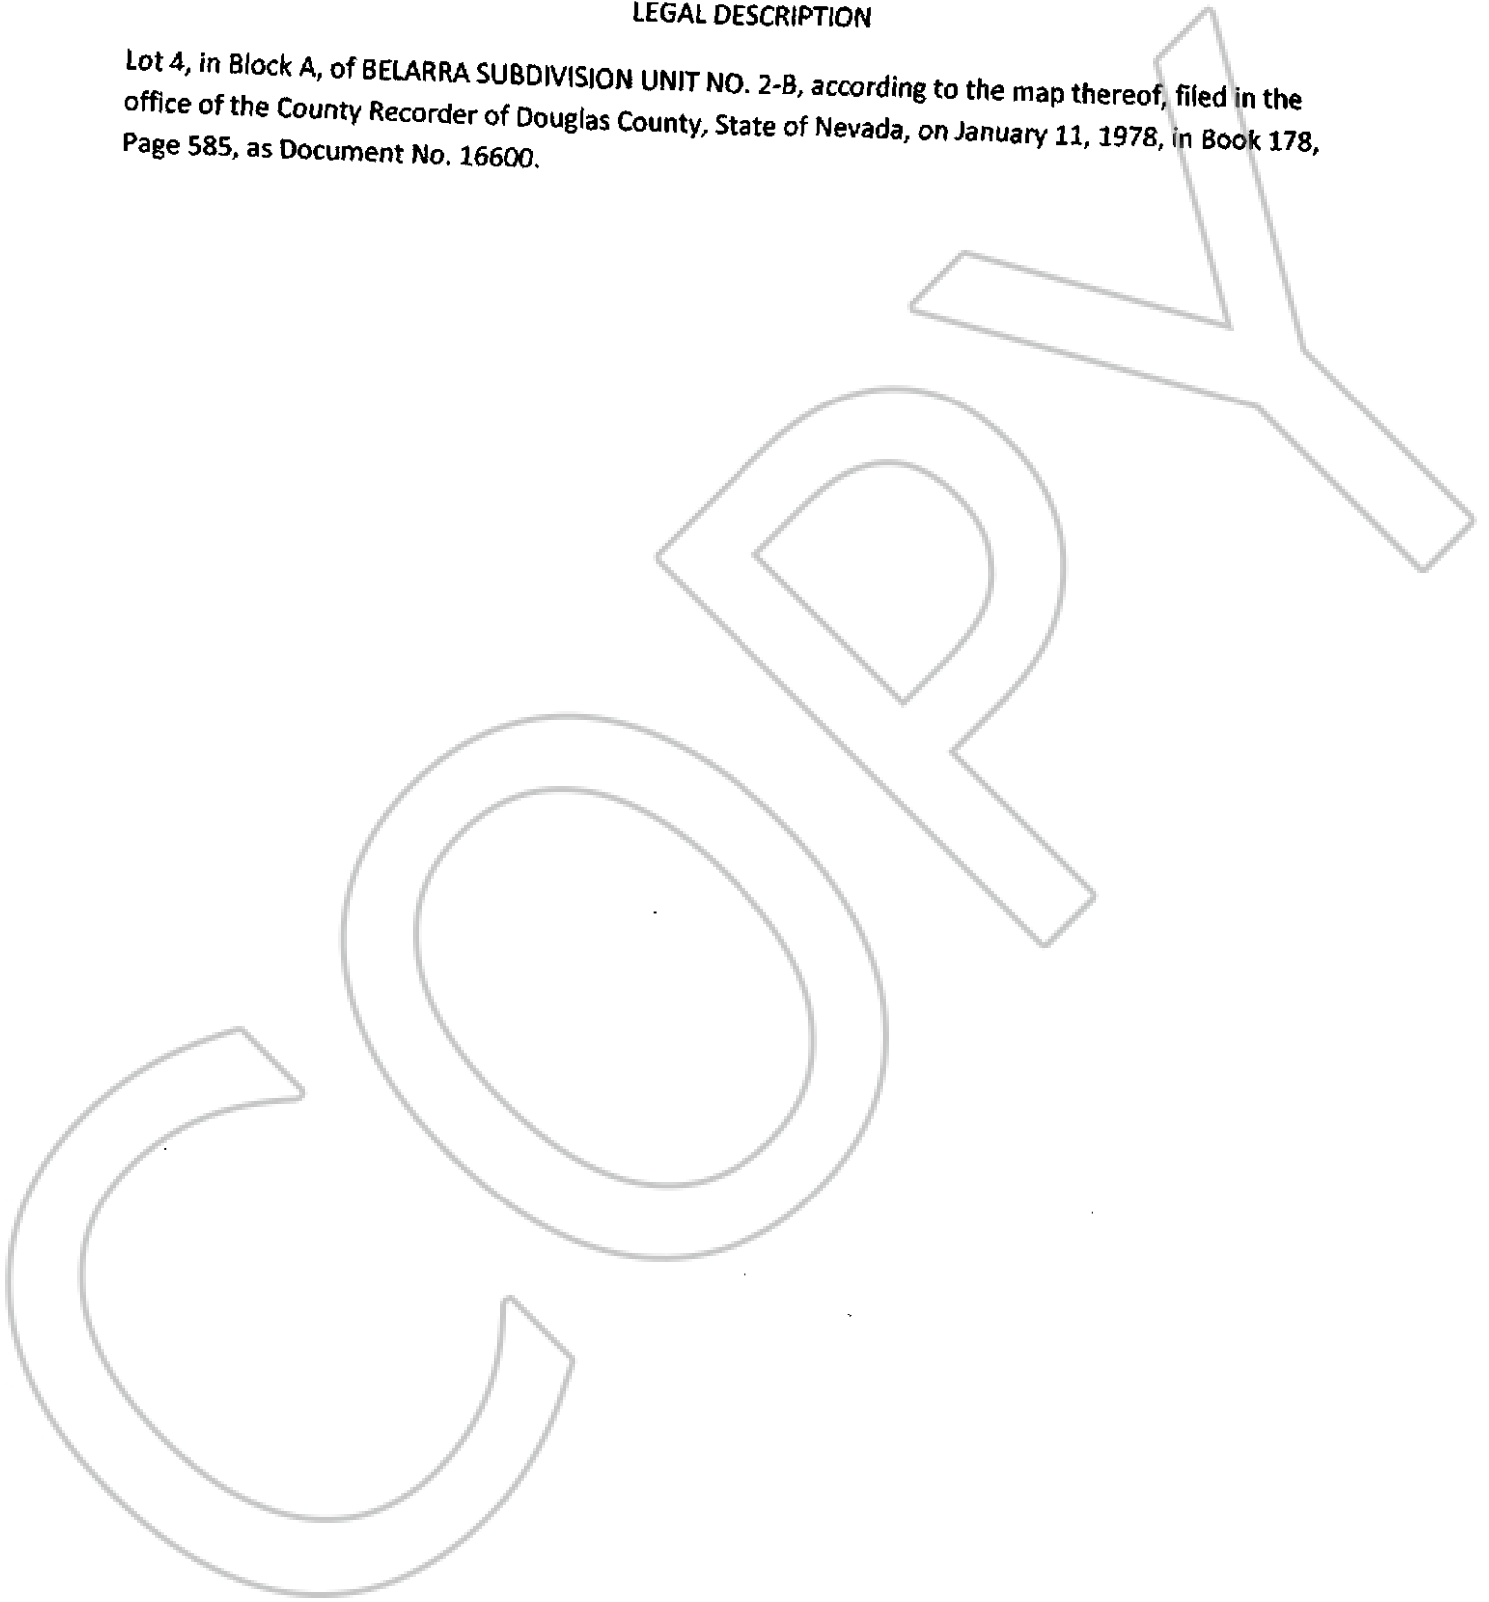 LEGAL DESCRIPTION
Lot 4, in Block A, of BELARRA SUBDIVISION UNIT NO. 2-B, according to the map thereof, filed in the
office of the County Recorder of Douglas County, State of Nevada, on January 11, 1978, in Book 178,
Page 585, as Document No. 16600.
COPY